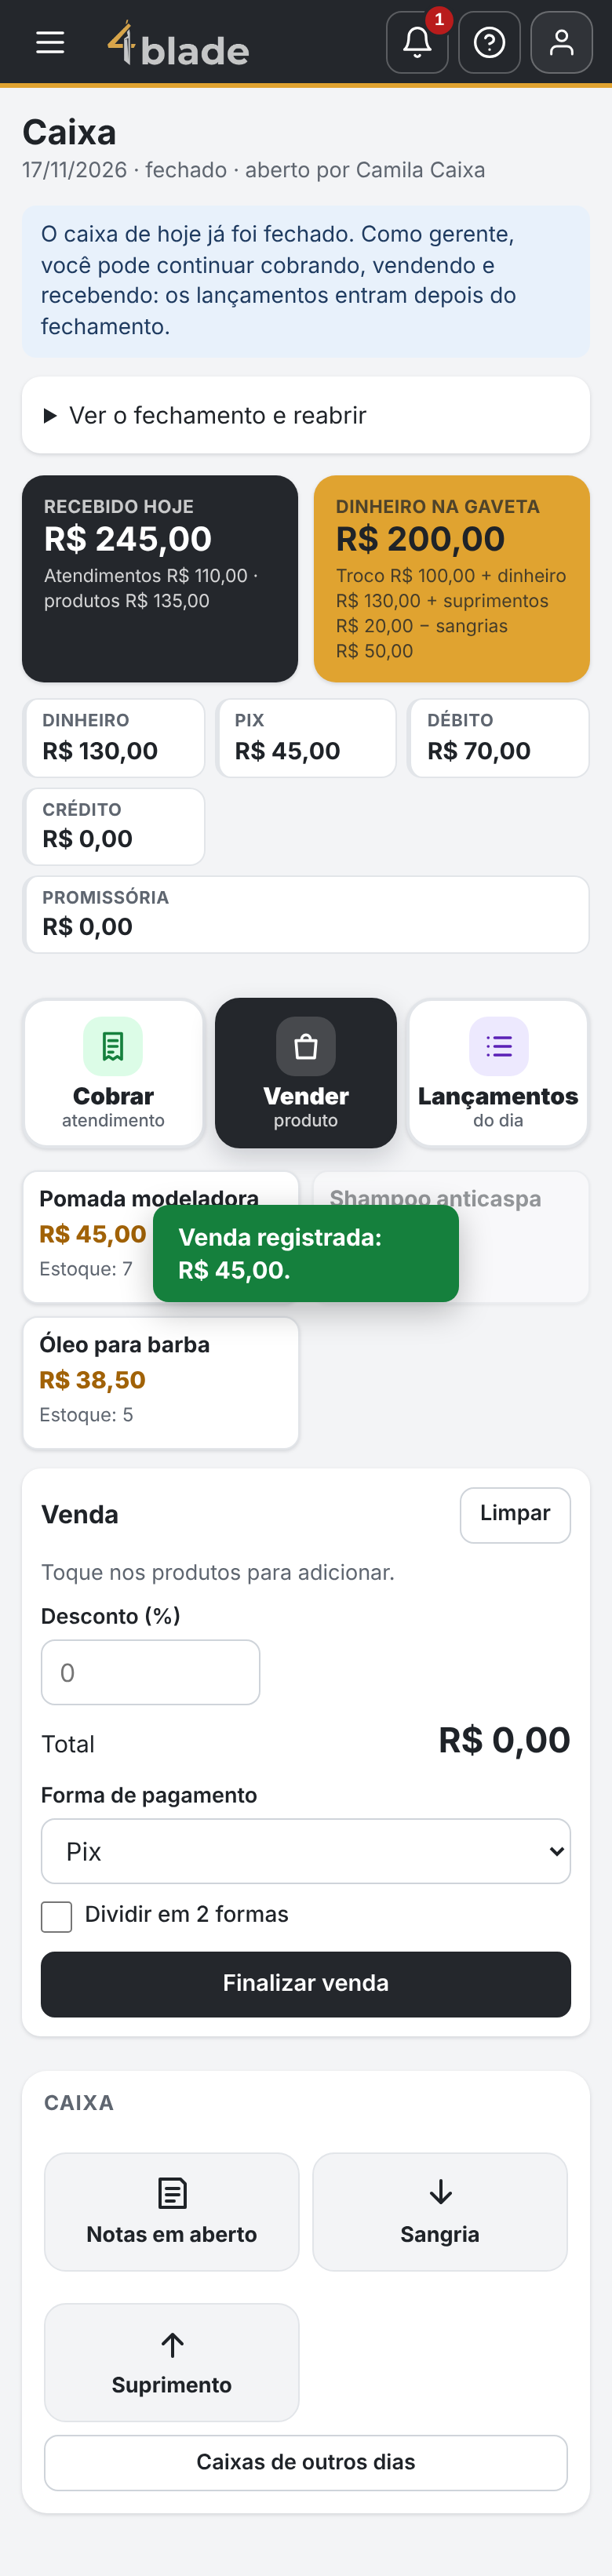 4blade
1
Caixa
17/11/2026 · fechado · aberto por Camila Caixa
O caixa de hoje já foi fechado. Como gerente,
você pode continuar cobrando, vendendo e
recebendo: os lançamentos entram depois do
fechamento.
Ver o fechamento e reabrir
RECEBIDO HOJE
R$ 245,00
Atendimentos R$ 110,00 ·
produtos R$ 135,00
DINHEIRO NA GAVETA
R$ 200,00
Troco R$ 100,00 + dinheiro
R$ 130,00 + suprimentos
R$ 20,00 − sangrias
R$ 50,00
DINHEIRO
R$ 130,00
PIX
R$ 45,00
DÉBITO
R$ 70,00
CRÉDITO
R$ 0,00
PROMISSÓRIA
R$ 0,00
Cobrar
atendimento
Vender
produto
Lançamentos
do dia
Pomada modeladora
R$ 45,00
Estoque: 7
Shampoo anticaspa
Venda registrada:
R$ 45,00.
Óleo para barba
R$ 38,50
Estoque: 5
Venda
Limpar
Toque nos produtos para adicionar.
Desconto (%)
0
Total
R$ 0,00
Forma de pagamento
Pix
Dividir em 2 formas
Finalizar venda
CAIXA
Notas em aberto
Sangria
Suprimento
Caixas de outros dias